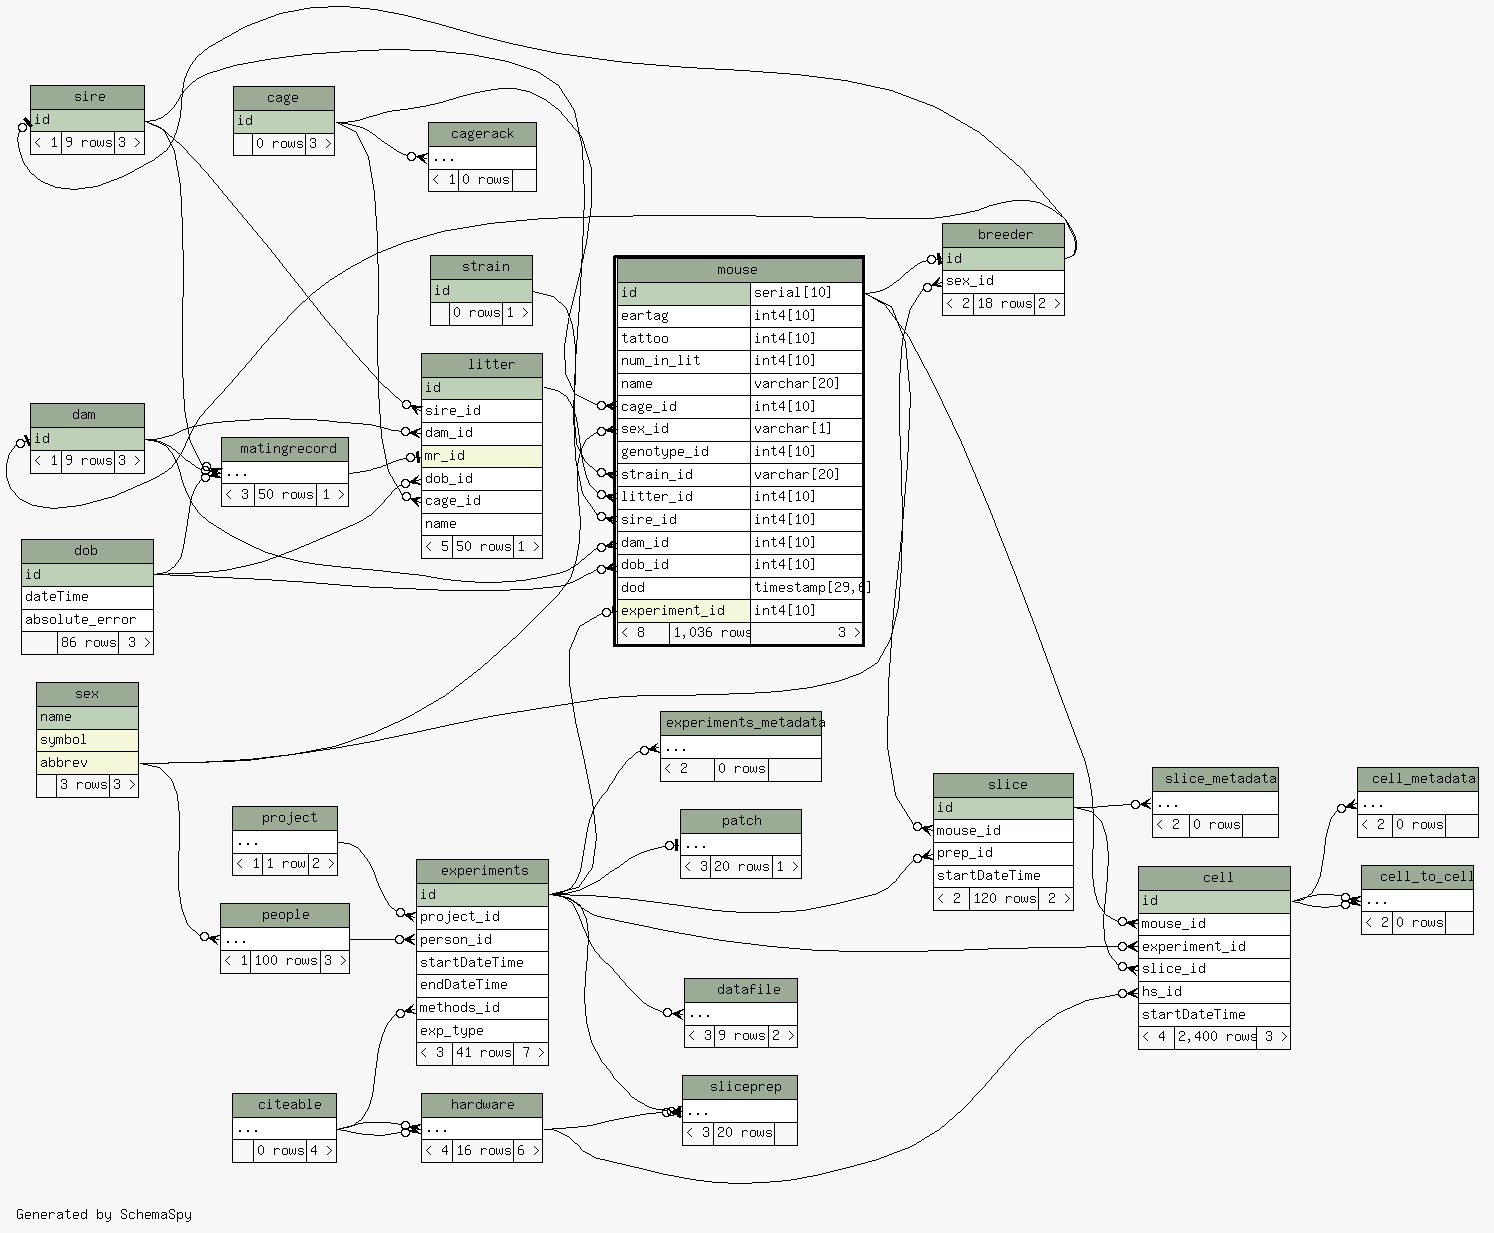 sire
id
< 1 9 rows 3 >
cage
id
0 rows 3 >
cagerack
...
< 1 0 rows
breeder
id
sex_id
< 2 18 rows 2 >
strain
id
0 rows 1 >
mouse
id serial[10]
eartag int4[10]
tattoo int4[10]
num_in_lit int4[10]
name varchar[20]
cage_id int4[10]
sex_id varchar[1]
genotype_id int4[10]
strain_id varchar[20]
litter_id int4[10]
sire_id int4[10]
dam_id int4[10]
dob_id int4[10]
dod timestamp[29,6]
experiment_id int4[10]
< 8 1,036 rows 3 >
litter
id
sire_id
dam_id
mr_id
dob_id
cage_id
name
< 5 50 rows 1 >
dam
id
< 1 9 rows 3 >
matingrecord
...
< 3 50 rows 1 >
dob
id
dateTime
absolute_error
86 rows 3 >
sex
name
symbol
abbrev
3 rows 3 >
experiments_metadata
...
< 2 0 rows
slice
id
mouse_id
prep_id
startDateTime
< 2 120 rows 2 >
slice_metadata
...
< 2 0 rows
cell_metadata
...
< 2 0 rows
project
...
< 1 1 row 2 >
patch
...
< 3 20 rows 1 >
experiments
id
project_id
person_id
startDateTime
endDateTime
methods_id
exp_type
< 3 41 rows 7 >
cell
id
mouse_id
experiment_id
slice_id
hs_id
startDateTime
< 4 2,400 rows 3 >
cell_to_cell
...
< 2 0 rows
people
...
< 1 100 rows 3 >
datafile
...
< 3 9 rows 2 >
sliceprep
...
< 3 20 rows
citeable
...
0 rows 4 >
hardware
...
< 4 16 rows 6 >
Generated by SchemaSpy